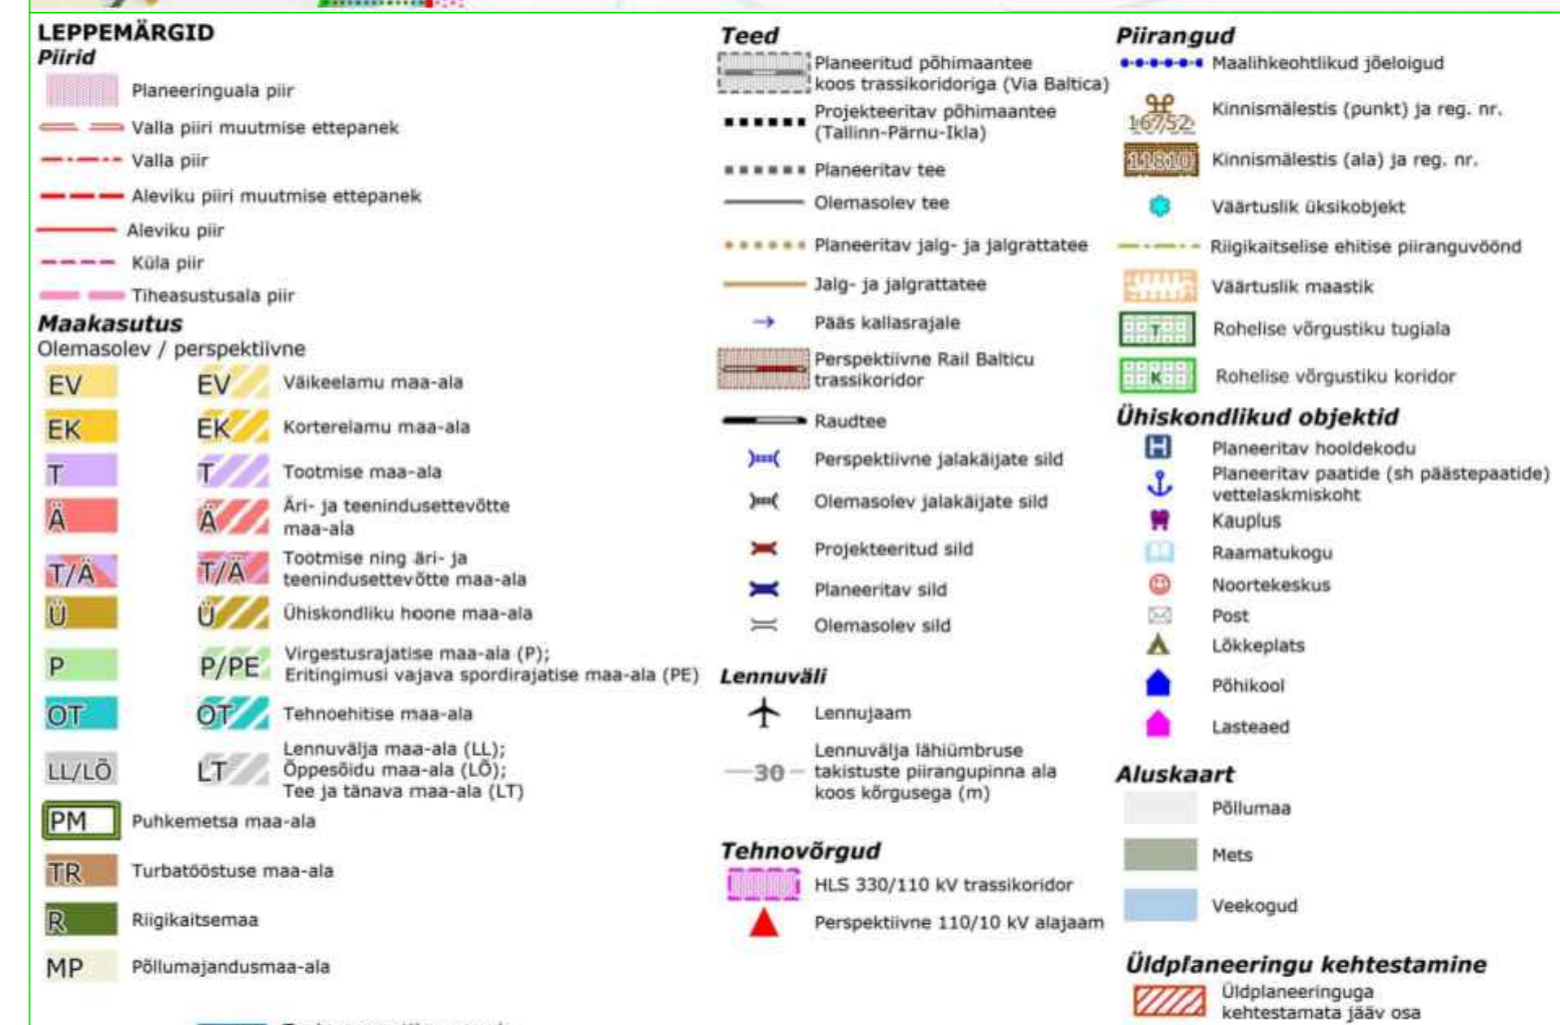 LEPPEMÄRGID
Piirid
Planeeringuala piir
Valla piiri muutmise ettepanek
Valla piir
Aleviku piiri muutmise ettepanek
Aleviku piir
Küla piir
Tiheasustusala piir
Maakasutus
Olemasolev / perspektiivne
EV EV Väikeelamu maa-ala
EK EK Korterelamu maa-ala
T T Tootmise maa-ala
Ä Ä Äri- ja teenindusettevõtte
maa-ala
T/Ä T/Ä Tootmise ning äri- ja
teenindusettevõtte maa-ala
Ü Ü Ühiskondliku hoone maa-ala
P P/PE Virgestusrajatise maa-ala (P);
Eritingimusi vajava spordirajatise maa-ala (PE)
OT OT Tehnoehitise maa-ala
LL/LÕ LT Lennuvälja maa-ala (LL);
Õppesõidu maa-ala (LÕ);
Tee ja tänava maa-ala (LT)
PM Puhkemetsa maa-ala
TR Turbatööstuse maa-ala
R Riigikaitsemaa
MP Põllumajandusmaa-ala
Teed
Planeeritud põhimaantee
koos trassikoridoriga (Via Baltica)
Projekteeritav põhimaantee
(Tallinn-Pärnu-Ikla)
Planeeritav tee
Olemasolev tee
Planeeritav jalg- ja jalgrattatee
Jalg- ja jalgrattatee
Pääs kallasrajale
Perspektiivne Rail Balticu
trassikoridor
Raudtee
Perspektiivne jalakäijate sild
Olemasolev jalakäijate sild
Projekteeritud sild
Planeeritav sild
Olemasolev sild
Lennuväli
Lennujaam
30 Lennuvälja lähiümbruse
takistuste piirangupinna ala
koos kõrgusega (m)
Tehnovõrgud
HLS 330/110 kV trassikoridor
Perspektiivne 110/10 kV alajaam
Piirangud
Maalihkeohtlikud jõeloigud
16752 Kinnismälestis (punkt) ja reg. nr.
11810 Kinnismälestis (ala) ja reg. nr.
Väärtuslik üksikobjekt
Riigikaitselise ehitise piiranguvöönd
Väärtuslik maastik
T Rohelise võrgustiku tugiala
K Rohelise võrgustiku koridor
Ühiskondlikud objektid
H Planeeritav hooldekodu
Planeeritav paatide (sh päästepaatide)
vettelaskmiskoht
Kauplus
Raamatukogu
Noortekeskus
Post
Lõkkeplats
Põhikool
Lasteaed
Aluskaart
Põllumaa
Mets
Veekogud
Üldplaneeringu kehtestamine
Üldplaneeringuga
kehtestamata jääv osa